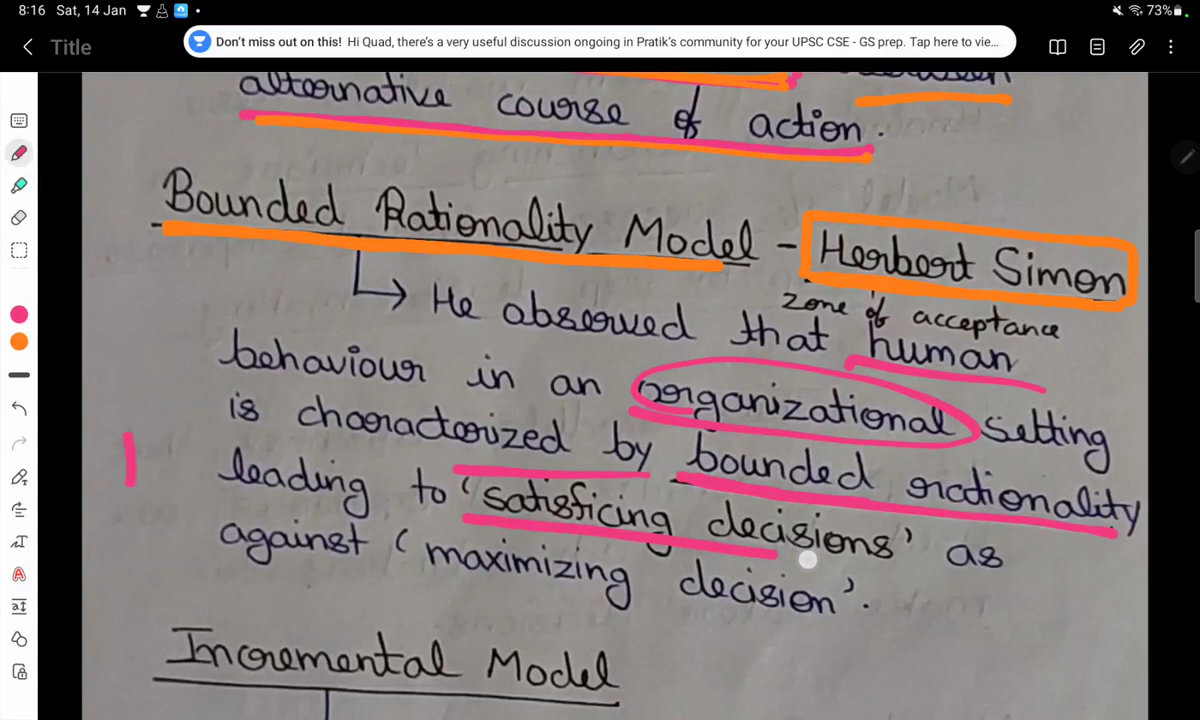 8:16 Sat, 14 Jan
73%
Title
Don't miss out on this! Hi Quad, there's a very useful discussion ongoing in Pratik's community for your UPSC CSE - GS prep. Tap here to vie...
alternative course of action.
Bounded Rationality Model - Herbert Simon
zone of acceptance
↳ He observed that human
behaviour in an organizational setting
is characterized by bounded rationality
leading to 'satisficing decisions' as
against 'maximizing decision'.
Incremental Model